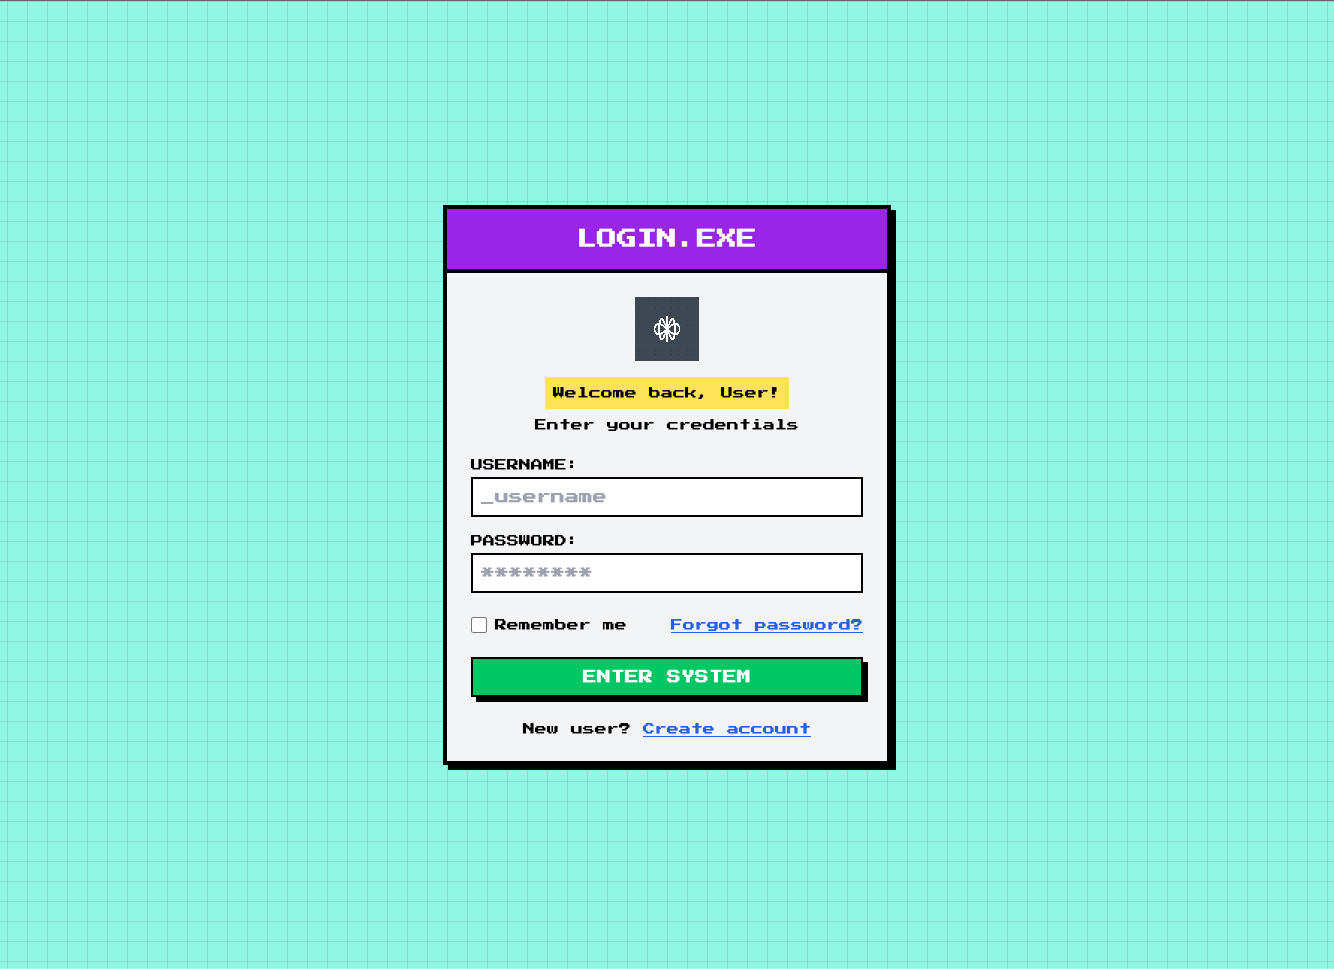 LOGIN.EXE
Welcome back, User!
Enter your credentials
USERNAME:
_username
PASSWORD:
********
Remember me Forgot password?
ENTER SYSTEM
New user? Create account